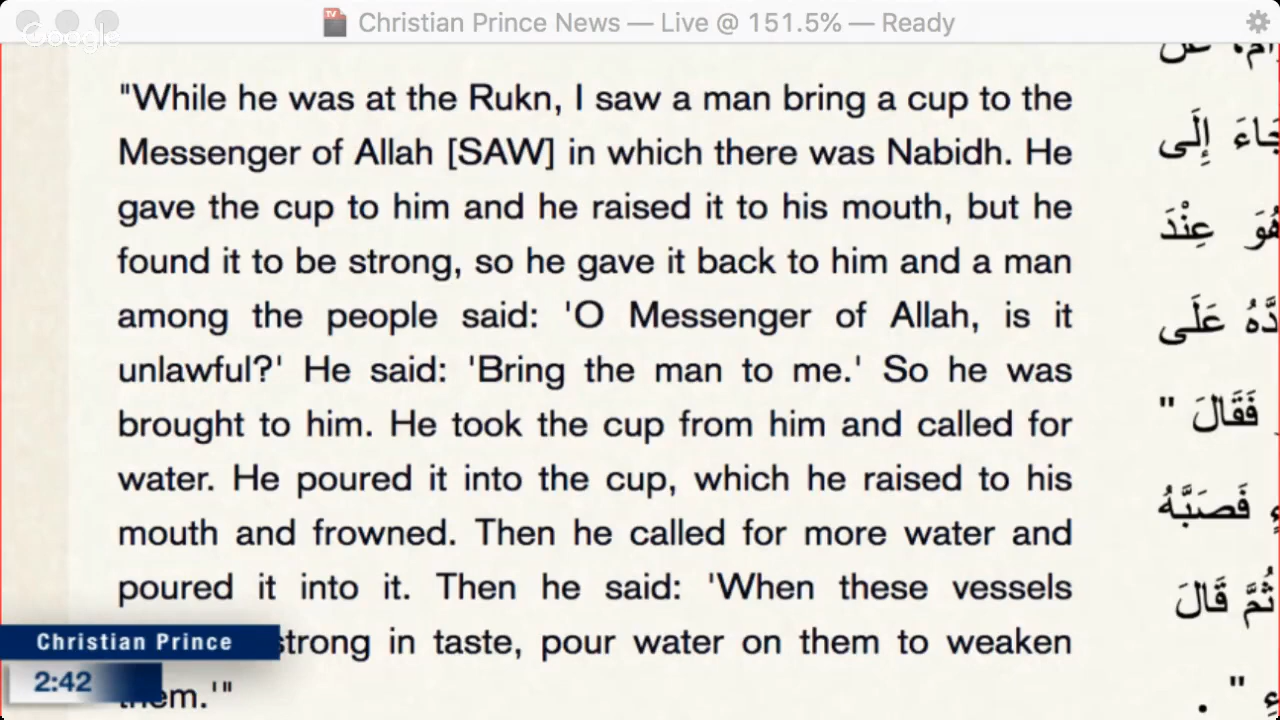 Christian Prince News — Live @ 151.5% — Ready
Google
"While he was at the Rukn, I saw a man bring a cup to the
Messenger of Allah [SAW] in which there was Nabidh. He
gave the cup to him and he raised it to his mouth, but he
found it to be strong, so he gave it back to him and a man
among the people said: 'O Messenger of Allah, is it
unlawful?' He said: 'Bring the man to me.' So he was
brought to him. He took the cup from him and called for
water. He poured it into the cup, which he raised to his
mouth and frowned. Then he called for more water and
poured it into it. Then he said: 'When these vessels
strong in taste, pour water on them to weaken
them.'"
جَاءَ إِلَى
هُوَ عِنْدَ
عَلَى
فَقَالَ "
فَصَبَّهُ
ثُمَّ قَالَ
" .
Christian Prince
2:42